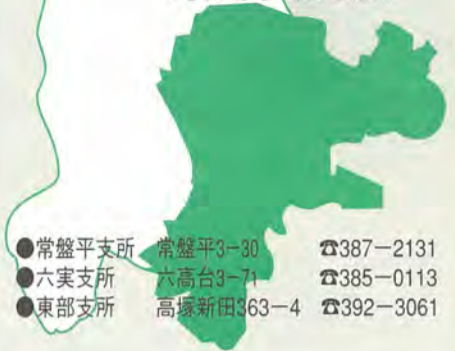 ●常盤平支所 常盤平3-30 ☎387-2131
●六実支所 六高台3-71 ☎385-0113
●東部支所 高塚新田363-4 ☎392-3061